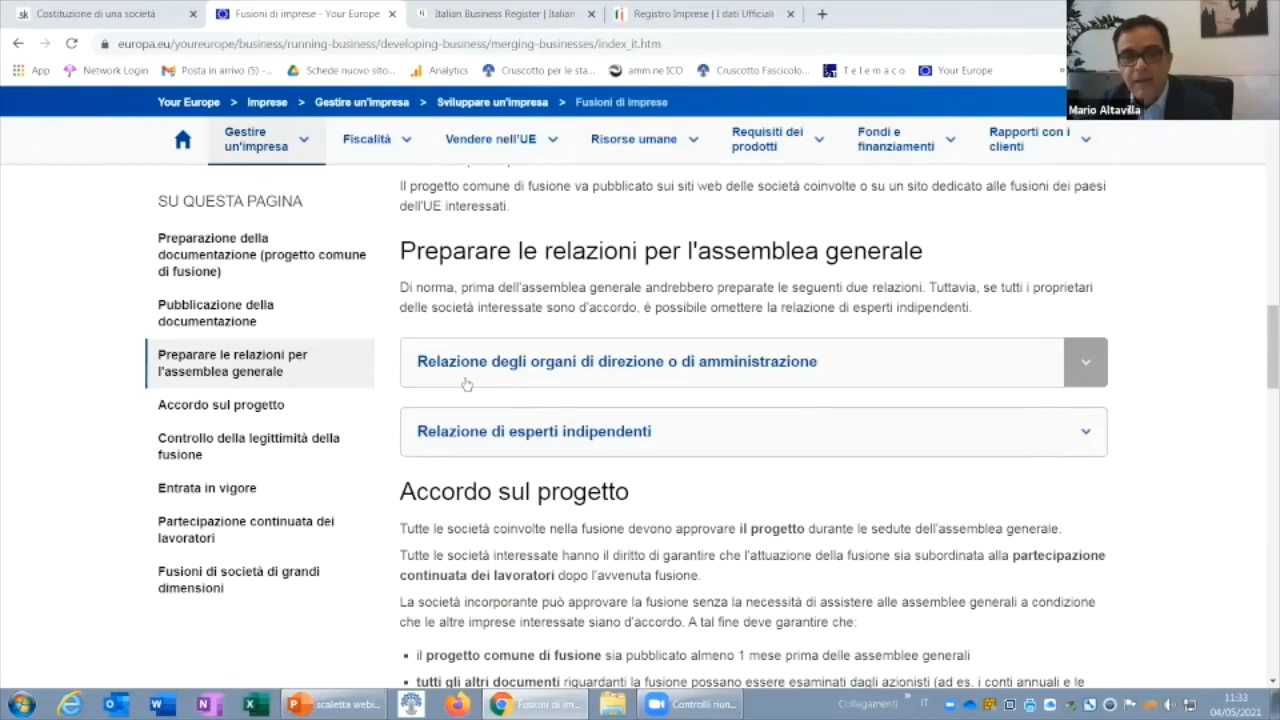 Costituzione di una società
Fusioni di imprese - Your Europe
Italian Business Register | Italian
Registro Imprese | I dati Ufficiali
europa.eu/youreurope/business/running-business/developing-business/merging-businesses/index_it.htm
App Network Login Posta in arrivo (5) -... Schede nuovo sito... Analytics Cruscotto per le sta... amm.ne ICO Cruscotto Fascicolo... T e l e m a c o Your Europe »
Mario Altavilla
Your Europe > Imprese > Gestire un'impresa > Sviluppare un'impresa > Fusioni di imprese
Gestire un'impresa
Fiscalità
Vendere nell'UE
Risorse umane
Requisiti dei prodotti
Fondi e finanziamenti
Rapporti con i clienti
SU QUESTA PAGINA
Preparazione della
documentazione (progetto comune
di fusione)
Pubblicazione della
documentazione
Preparare le relazioni per
l'assemblea generale
Accordo sul progetto
Controllo della legittimità della
fusione
Entrata in vigore
Partecipazione continuata dei
lavoratori
Fusioni di società di grandi
dimensioni
Il progetto comune di fusione va pubblicato sui siti web delle società coinvolte o su un sito dedicato alle fusioni dei paesi
dell'UE interessati.
Preparare le relazioni per l'assemblea generale
Di norma, prima dell'assemblea generale andrebbero preparate le seguenti due relazioni. Tuttavia, se tutti i proprietari
delle società interessate sono d'accordo, è possibile omettere la relazione di esperti indipendenti.
Relazione degli organi di direzione o di amministrazione
Relazione di esperti indipendenti
Accordo sul progetto
Tutte le società coinvolte nella fusione devono approvare il progetto durante le sedute dell'assemblea generale.
Tutte le società interessate hanno il diritto di garantire che l'attuazione della fusione sia subordinata alla partecipazione
continuata dei lavoratori dopo l'avvenuta fusione.
La società incorporante può approvare la fusione senza la necessità di assistere alle assemblee generali a condizione
che le altre imprese interessate siano d'accordo. A tal fine deve garantire che:
▪ il progetto comune di fusione sia pubblicato almeno 1 mese prima delle assemblee generali
▪ tutti gli altri documenti riguardanti la fusione possano essere esaminati dagli azionisti (ad es. i conti annuali e le
scaletta webi...
Fusioni di im...
Controlli riun...
Collegamenti »
IT
11:33
04/05/2021